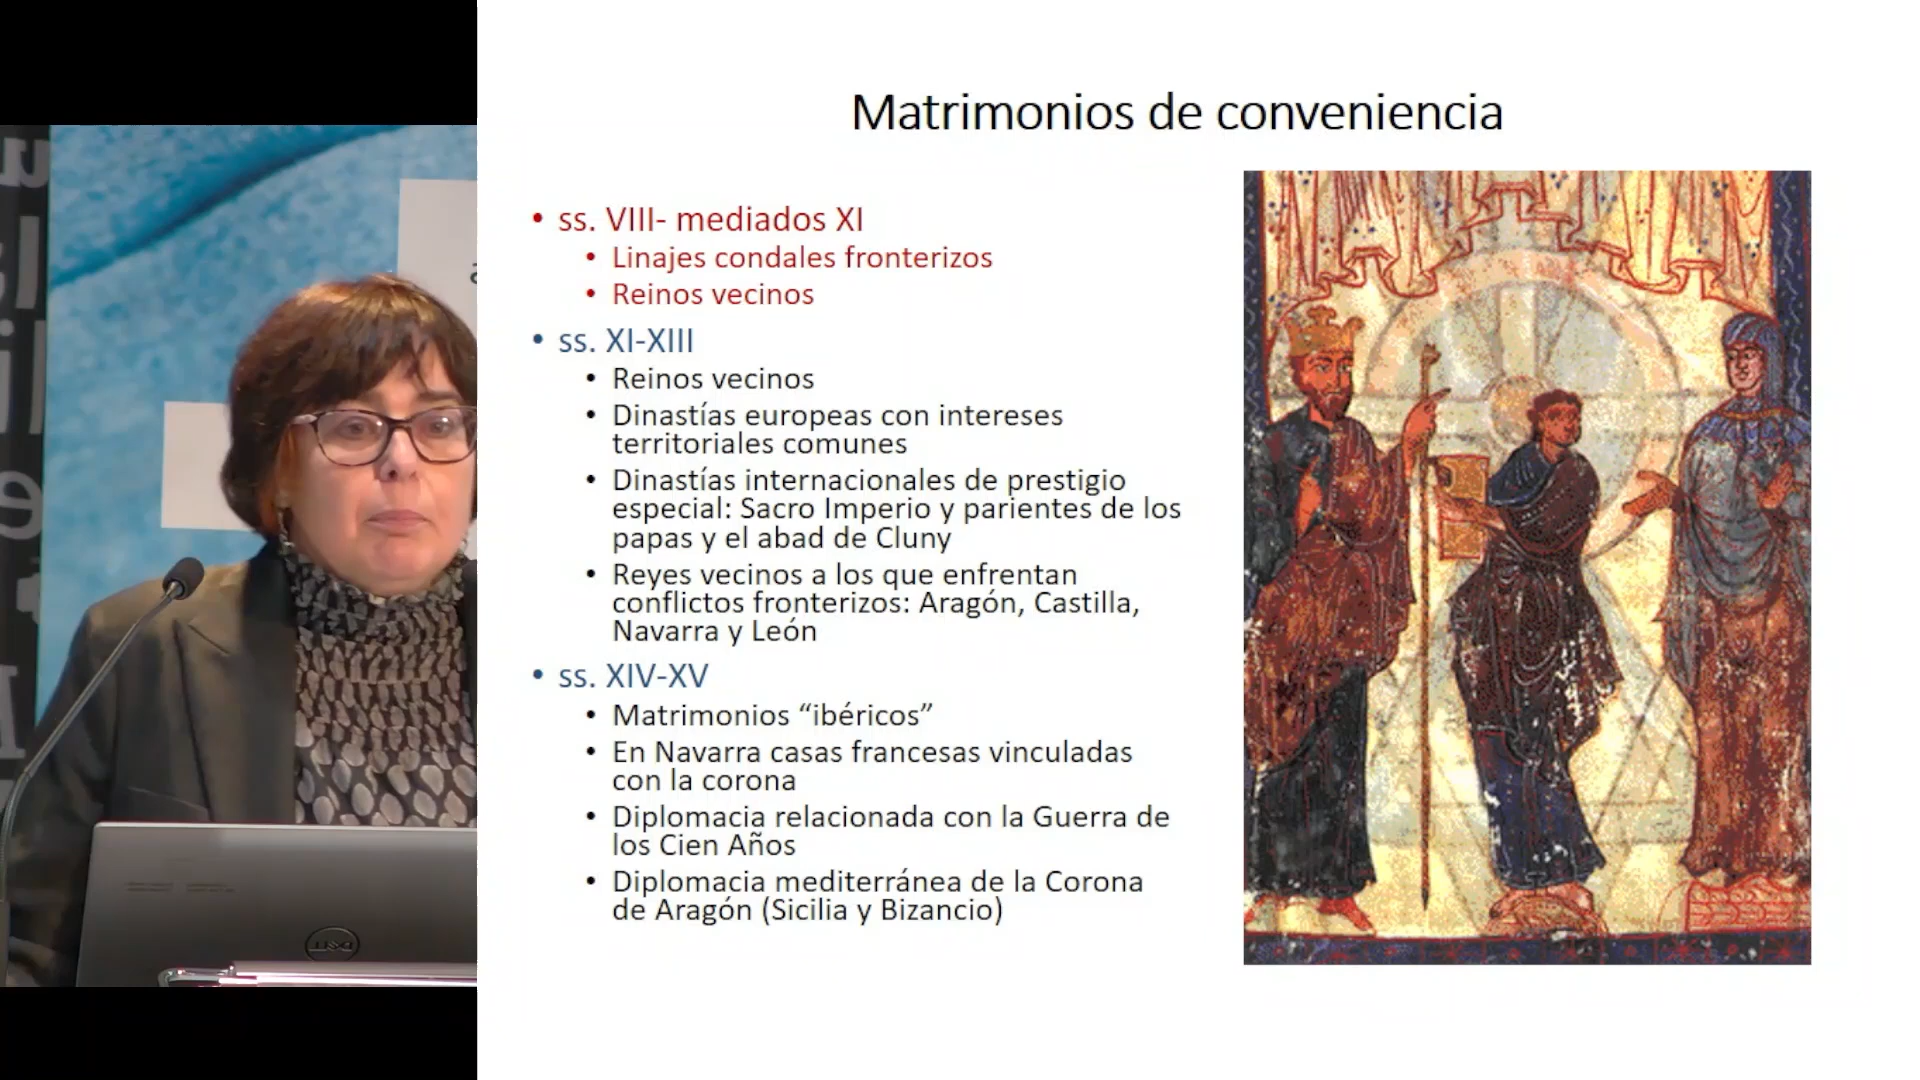 Matrimonios de conveniencia
• ss. VIII- mediados XI
• Linajes condales fronterizos
• Reinos vecinos
• ss. XI-XIII
• Reinos vecinos
• Dinastías europeas con intereses
territoriales comunes
• Dinastías internacionales de prestigio
especial: Sacro Imperio y parientes de los
papas y el abad de Cluny
• Reyes vecinos a los que enfrentan
conflictos fronterizos: Aragón, Castilla,
Navarra y León
• ss. XIV-XV
• Matrimonios “ibéricos”
• En Navarra casas francesas vinculadas
con la corona
• Diplomacia relacionada con la Guerra de
los Cien Años
• Diplomacia mediterránea de la Corona
de Aragón (Sicilia y Bizancio)
DELL